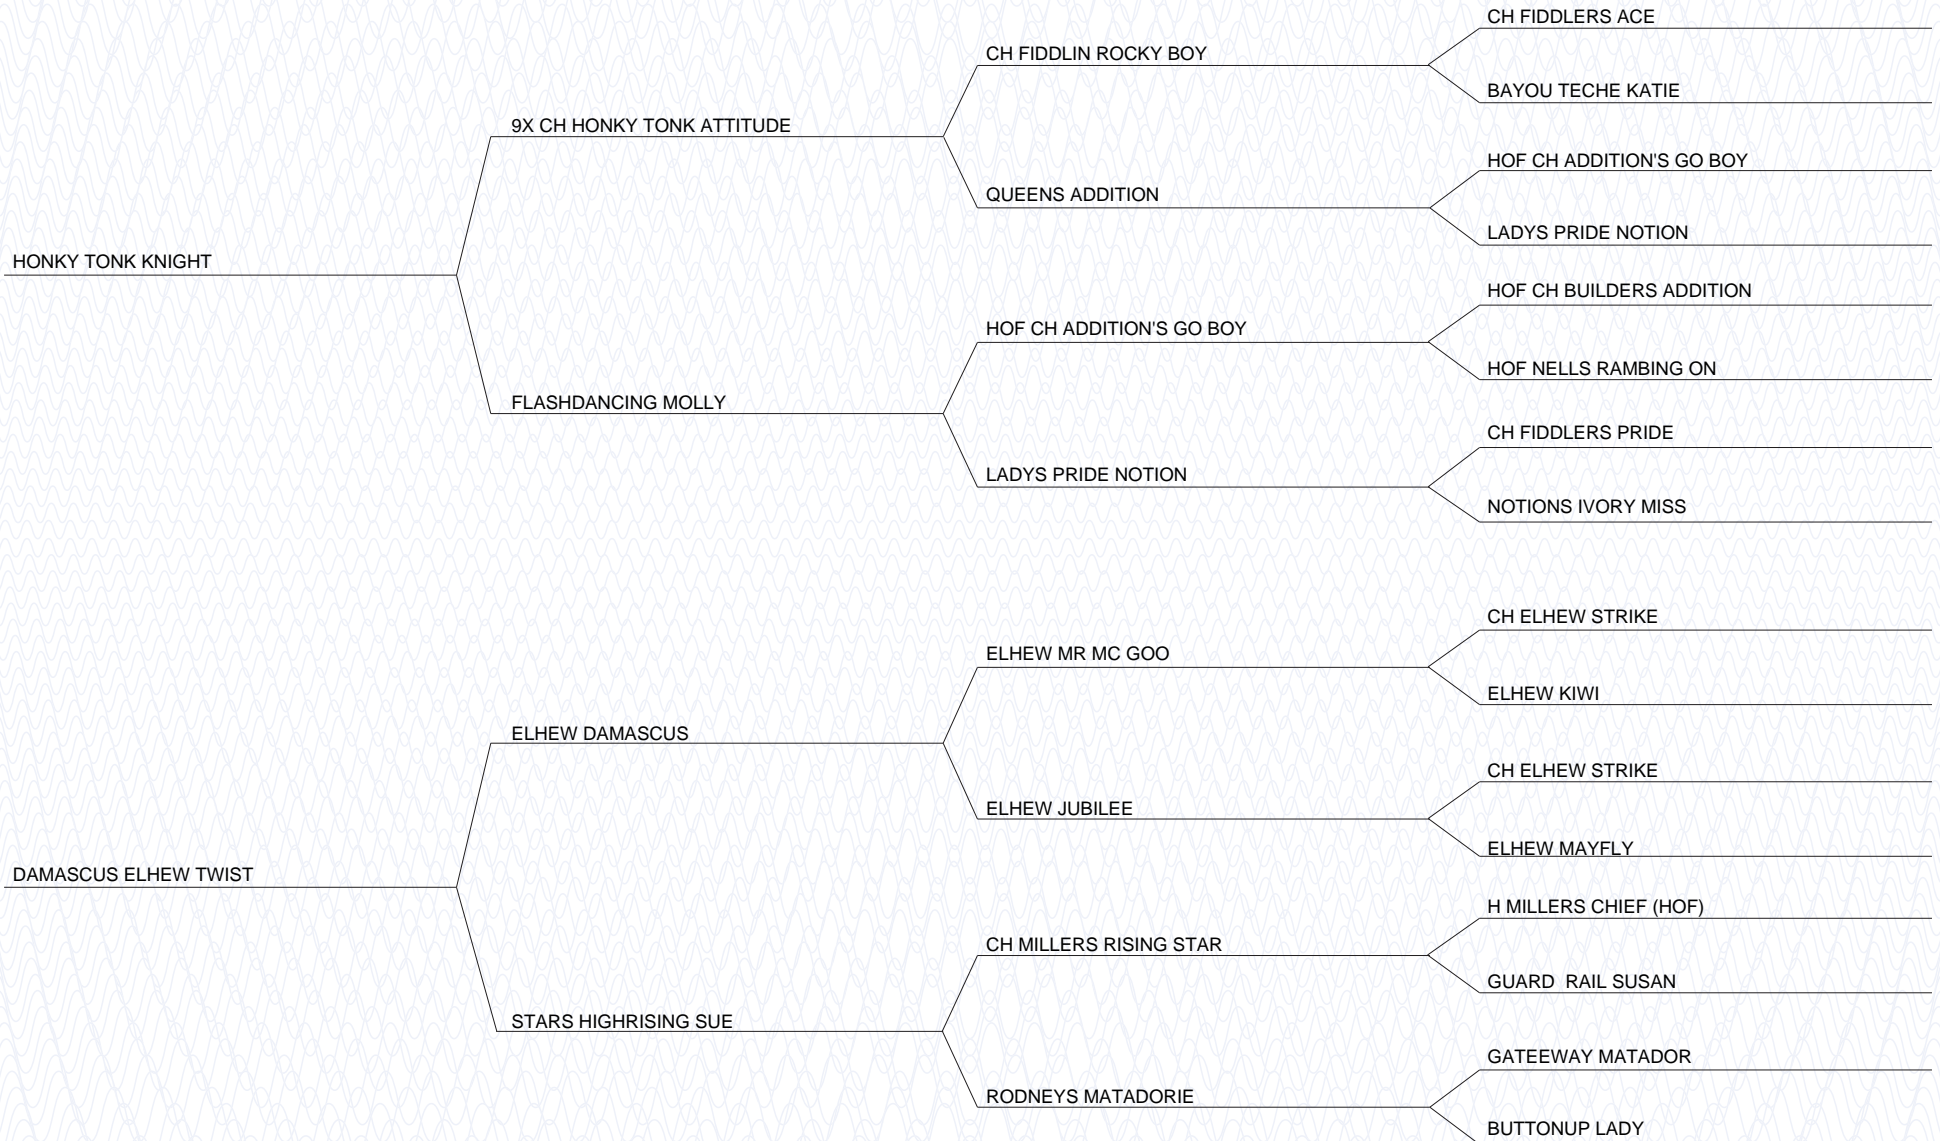 CH FIDDLERS ACE
CH FIDDLIN ROCKY BOY
BAYOU TECHE KATIE
9X CH HONKY TONK ATTITUDE
HOF CH ADDITION'S GO BOY
QUEENS ADDITION
LADYS PRIDE NOTION
HONKY TONK KNIGHT
HOF CH BUILDERS ADDITION
HOF CH ADDITION'S GO BOY
HOF NELLS RAMBING ON
FLASHDANCING MOLLY
CH FIDDLERS PRIDE
LADYS PRIDE NOTION
NOTIONS IVORY MISS
CH ELHEW STRIKE
ELHEW MR MC GOO
ELHEW KIWI
ELHEW DAMASCUS
CH ELHEW STRIKE
ELHEW JUBILEE
ELHEW MAYFLY
DAMASCUS ELHEW TWIST
H MILLERS CHIEF (HOF)
CH MILLERS RISING STAR
GUARD  RAIL SUSAN
STARS HIGHRISING SUE
GATEEWAY MATADOR
RODNEYS MATADORIE
BUTTONUP LADY